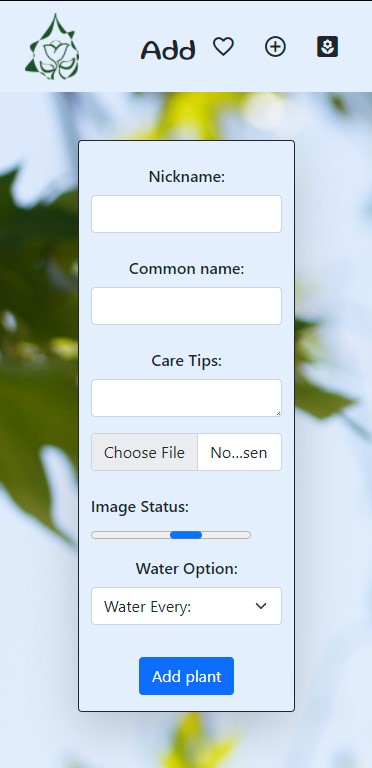 Add
Nickname:
Common name:
Care Tips:
Choose File No...sen
Image Status:
Water Option:
Water Every:
Add plant